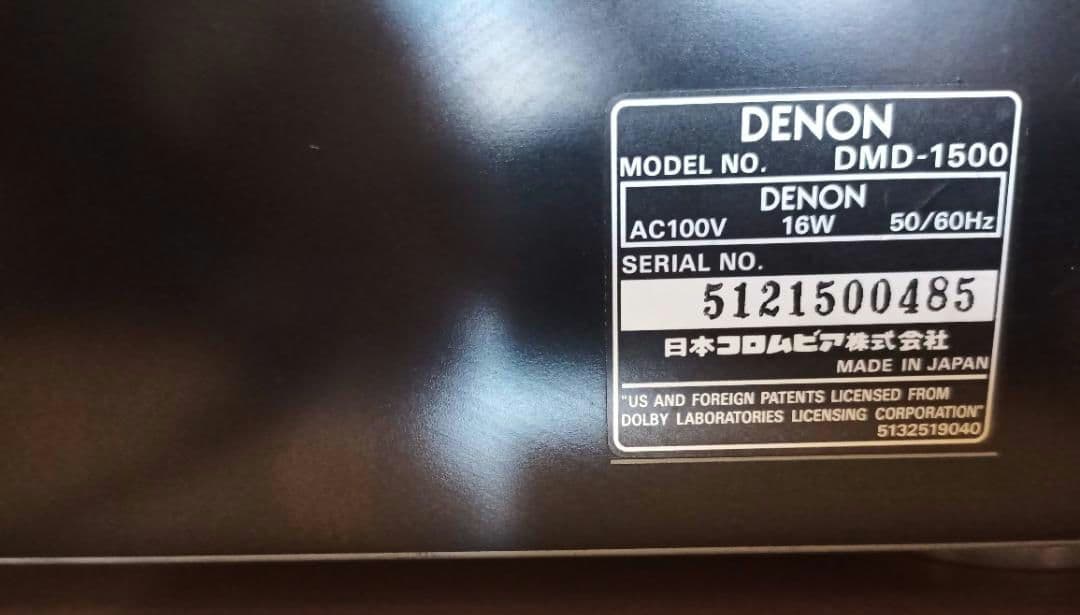 DENON
MODEL NO. DMD-1500
DENON
AC100V 16W 50/60Hz
SERIAL NO.
5121500485
日本コロムビア株式会社
MADE IN JAPAN
"US AND FOREIGN PATENTS LICENSED FROM
DOLBY LABORATORIES LICENSING CORPORATION"
5132519040